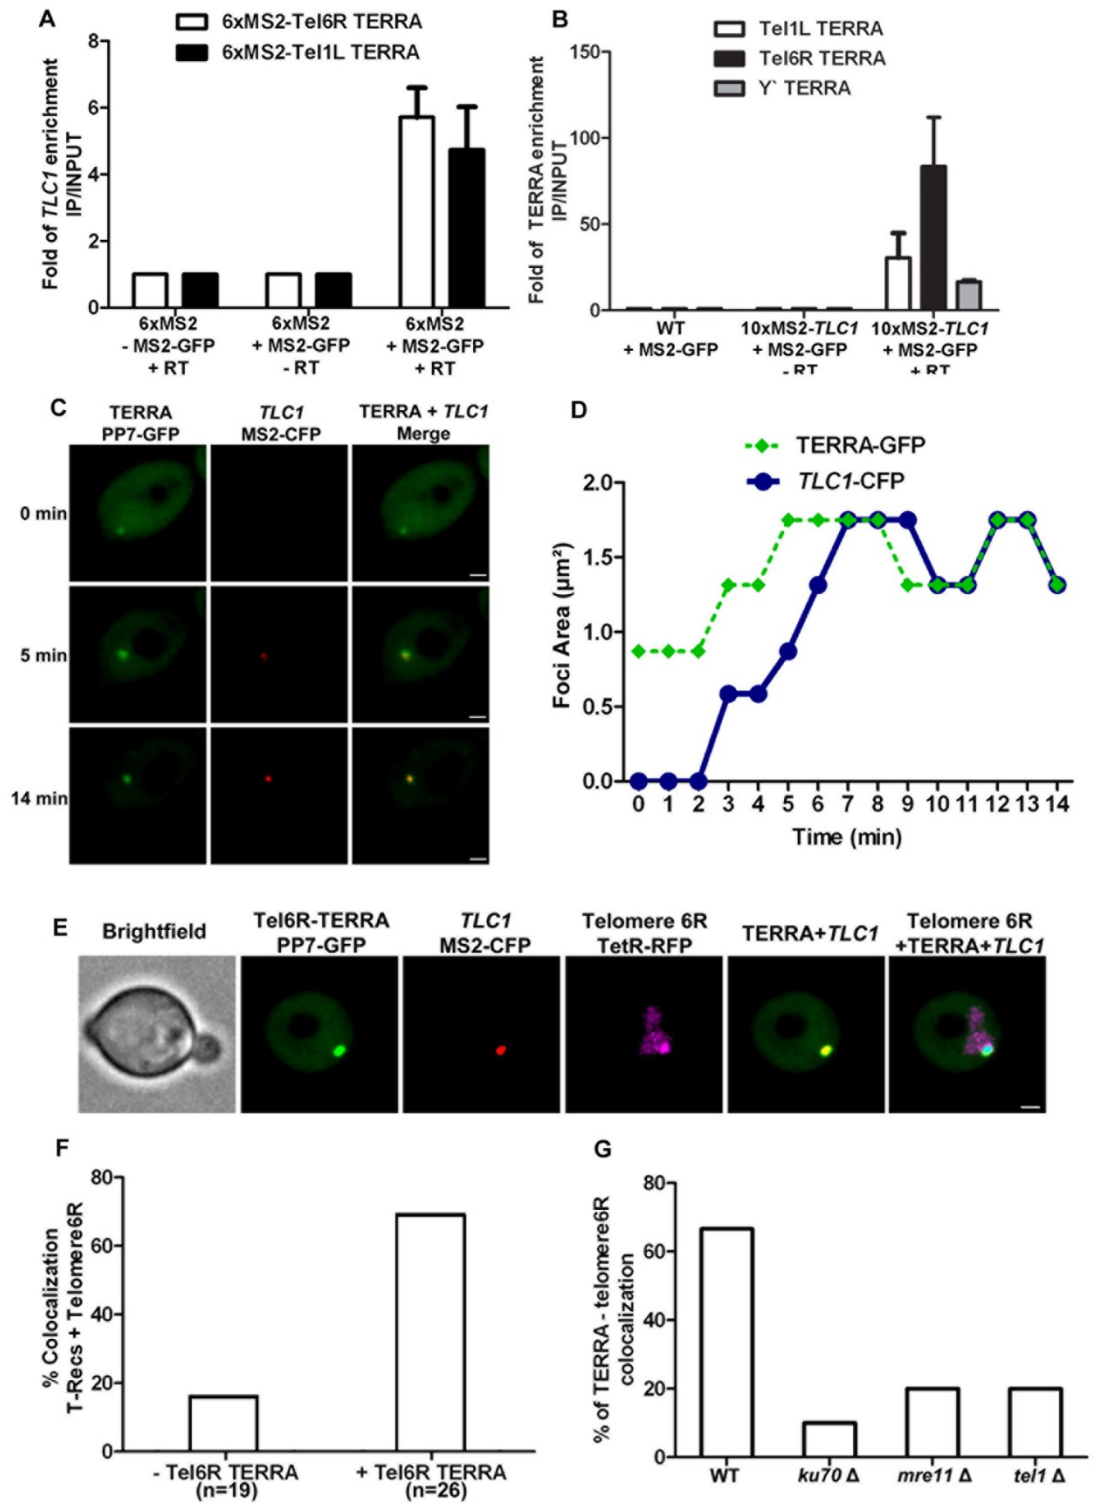 A
6xMS2-Tel6R TERRA
6xMS2-Tel1L TERRA
Fold of TLC1 enrichment
IP/INPUT
8
6
4
2
0
6xMS2
- MS2-GFP
+ RT
6xMS2
+ MS2-GFP
- RT
6xMS2
+ MS2-GFP
+ RT
B
Tel1L TERRA
Tel6R TERRA
Y` TERRA
Fold of TERRA enrichment
IP/INPUT
150
100
50
0
WT
+ MS2-GFP
10xMS2-TLC1
+ MS2-GFP
- RT
10xMS2-TLC1
+ MS2-GFP
+ RT
C
TERRA
PP7-GFP
TLC1
MS2-CFP
TERRA + TLC1
Merge
0 min
5 min
14 min
D
TERRA-GFP
TLC1-CFP
Foci Area (µm²)
2.0
1.5
1.0
0.5
0.0
0 1 2 3 4 5 6 7 8 9 10 11 12 13 14
Time (min)
E
Brightfield
Tel6R-TERRA
PP7-GFP
TLC1
MS2-CFP
Telomere 6R
TetR-RFP
TERRA+TLC1
Telomere 6R
+TERRA+TLC1
F
% Colocalization
T-Recs + Telomere6R
80
60
40
20
0
- Tel6R TERRA
(n=19)
+ Tel6R TERRA
(n=26)
G
% of TERRA - telomere6R
colocalization
80
60
40
20
0
WT
ku70 Δ
mre11 Δ
tel1 Δ